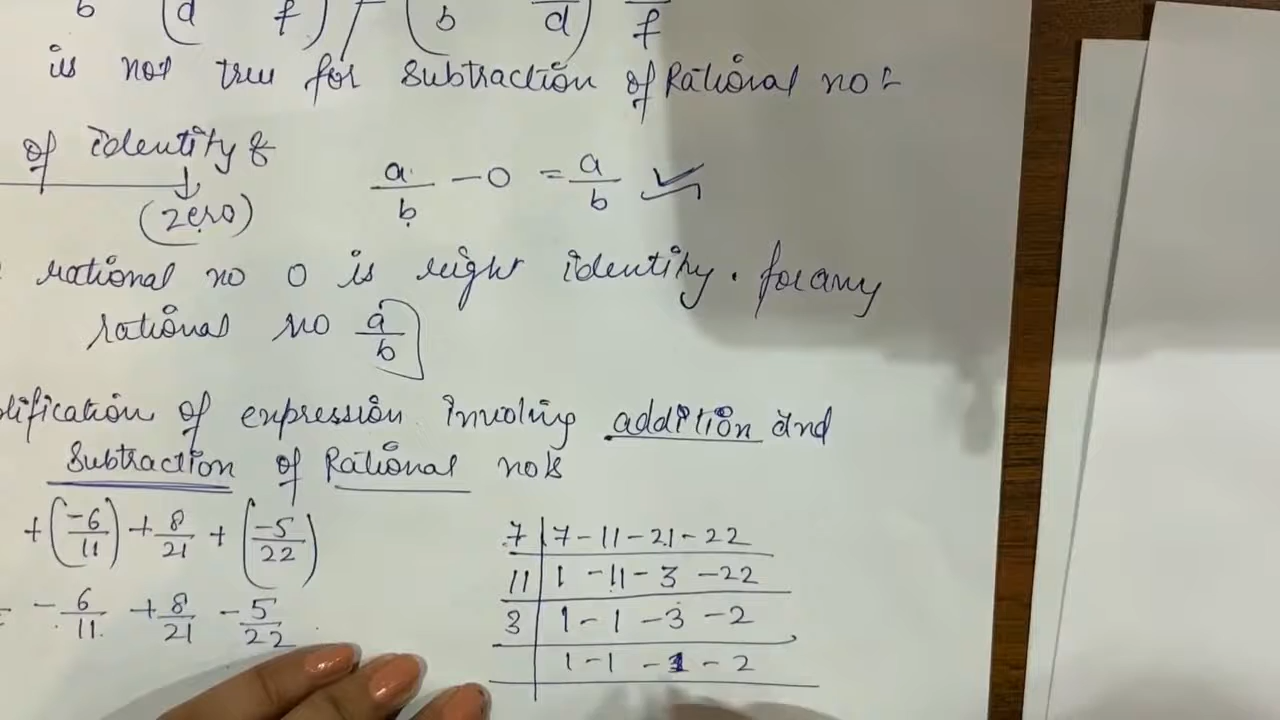 b (d f) ≠ (b d) f
is not true for Subtraction of Rational no:
of identity :
a/b - 0 = a/b ✓
(zero)
rational no 0 is right identity. for any
rational no a/b
lification of expression involving addition and
Subtraction of Rational no's
+ (-6/11) + 8/21 + (-5/22)
= - 6/11 + 8/21 - 5/22
7 | 7 - 11 - 21 - 22
11 | 1 - 11 - 3 - 22
3 | 1 - 1 - 3 - 2
1 - 1 - 1 - 2